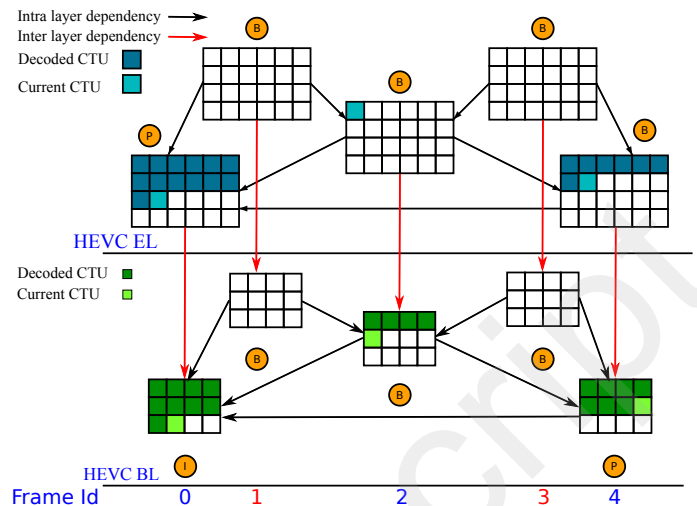 Intra layer dependency
Inter layer dependency
Decoded CTU
Current CTU
B
B
B
P
B
HEVC EL
Decoded CTU
Current CTU
B
B
B
I
P
HEVC BL
Frame Id 0 1 2 3 4
cript